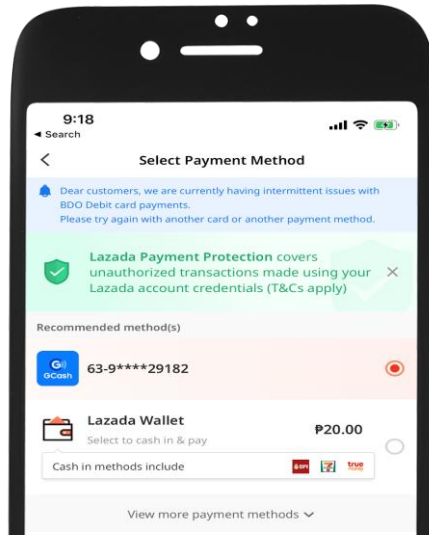 9:18
◄ Search
Select Payment Method
Dear customers, we are currently having intermittent issues with
BDO Debit card payments.
Please try again with another card or another payment method.
Lazada Payment Protection covers
unauthorized transactions made using your
Lazada account credentials (T&Cs apply)
Recommended method(s)
GCash
63-9****29182
Lazada Wallet
Select to cash in & pay
₱20.00
Cash in methods include
BPI
7
true
View more payment methods